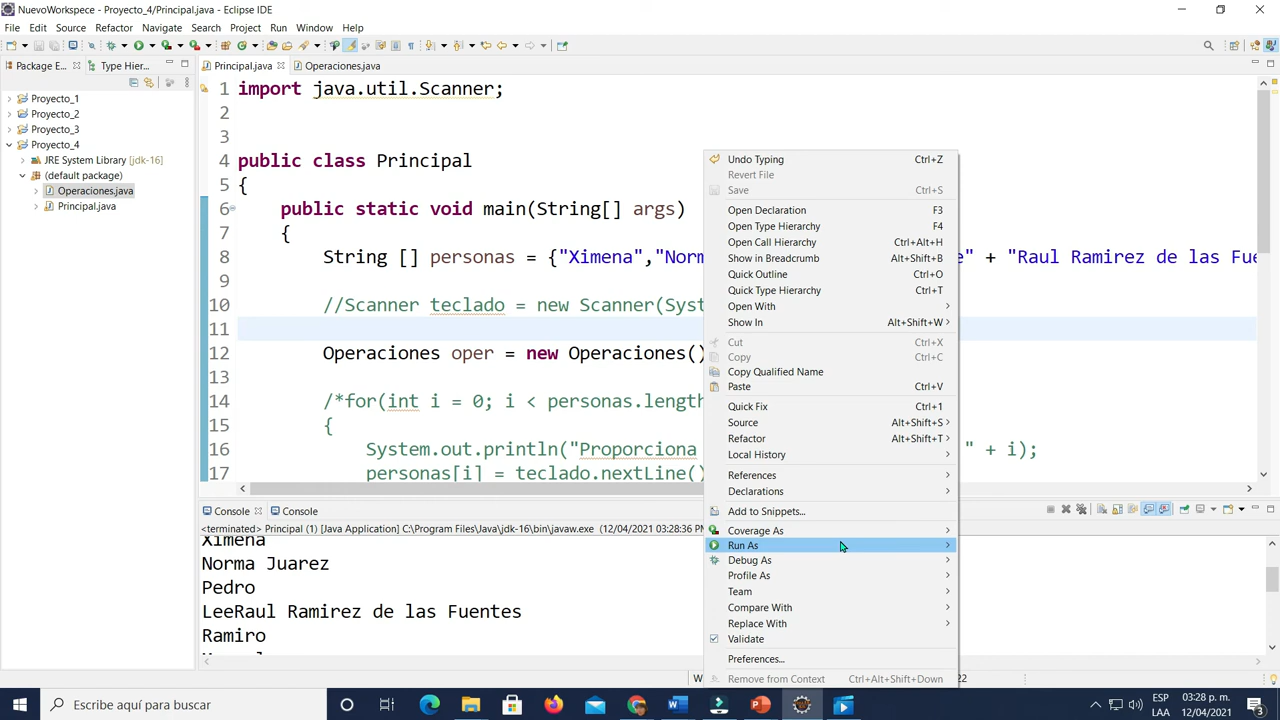 NuevoWorkspece - Proyecto_4/Principal.java - Eclipse IDE
File Edit Source Refactor Navigate Search Project Run Window Help
Package E... Type Hier...
Principal.java Operaciones.java
Proyecto_1
Proyecto_2
Proyecto_3
Proyecto_4
JRE System Library [jdk-16]
(default package)
Operaciones.java
Principal.java
1 import java.util.Scanner;
2
3
4 public class Principal
5 {
6 public static void main(String[] args)
7 {
8 String [] personas = {"Ximena","Norm e" + "Raul Ramirez de las Fue
9
10 //Scanner teclado = new Scanner(Syst
11
12 Operaciones oper = new Operaciones()
13
14 /*for(int i = 0; i < personas.length
15 {
16 System.out.println("Proporciona " + i);
17 personas[i] = teclado.nextLine()
Undo Typing Ctrl+Z
Revert File
Save Ctrl+S
Open Declaration F3
Open Type Hierarchy F4
Open Call Hierarchy Ctrl+Alt+H
Show in Breadcrumb Alt+Shift+B
Quick Outline Ctrl+O
Quick Type Hierarchy Ctrl+T
Open With
Show In Alt+Shift+W
Cut Ctrl+X
Copy Ctrl+C
Copy Qualified Name
Paste Ctrl+V
Quick Fix Ctrl+1
Source Alt+Shift+S
Refactor Alt+Shift+T
Local History
References
Declarations
Add to Snippets...
Coverage As
Run As
Debug As
Profile As
Team
Compare With
Replace With
Validate
Preferences...
Remove from Context Ctrl+Alt+Shift+Down
Console Console
<terminated> Principal (1) [Java Application] C:\Program Files\Java\jdk-16\bin\javaw.exe (12/04/2021 03:28:36 PM
Ximena
Norma Juarez
Pedro
LeeRaul Ramirez de las Fuentes
Ramiro
W 22
Escribe aquí para buscar
ESP
LAA
03:28 p. m.
12/04/2021
3